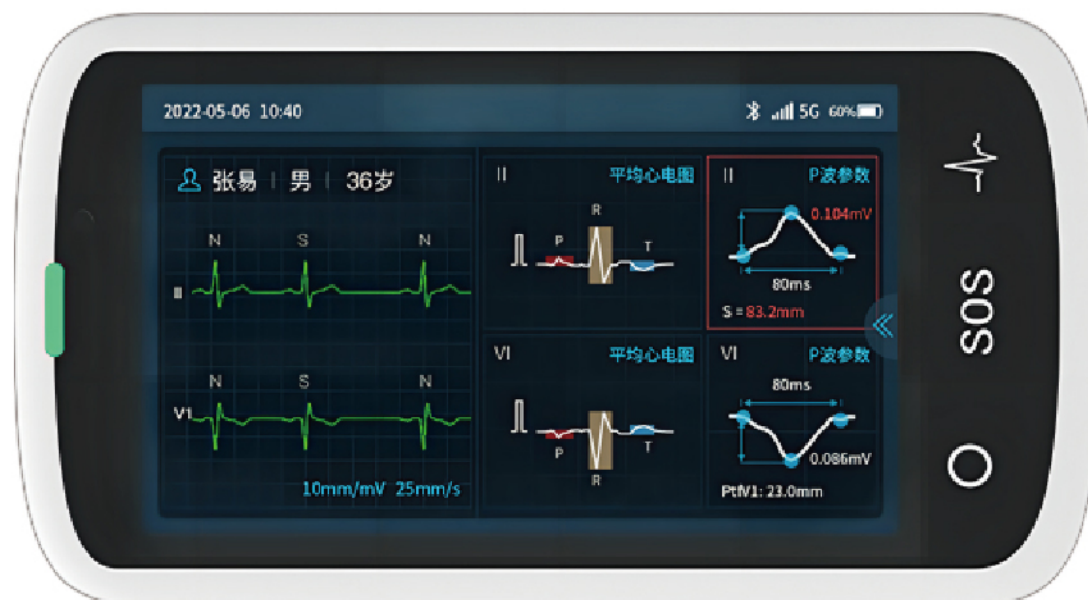 2022-05-06 10:40
5G 60%
张易 | 男 | 36岁
N S N
II
N S N
V1
10mm/mV 25mm/s
II 平均心电图
R
P T
VI 平均心电图
P T
R
II P波参数
0.104mV
80ms
S = 83.2mm
VI P波参数
80ms
0.086mV
PtfV1: 23.0mm
SOS